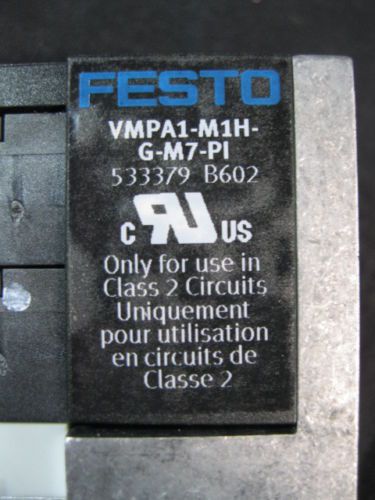 FESTO
VMPA1-M1H-
G-M7-PI
533379 B602
C RU US
Only for use in
Class 2 Circuits
Uniquement
pour utilisation
en circuits de
Classe 2